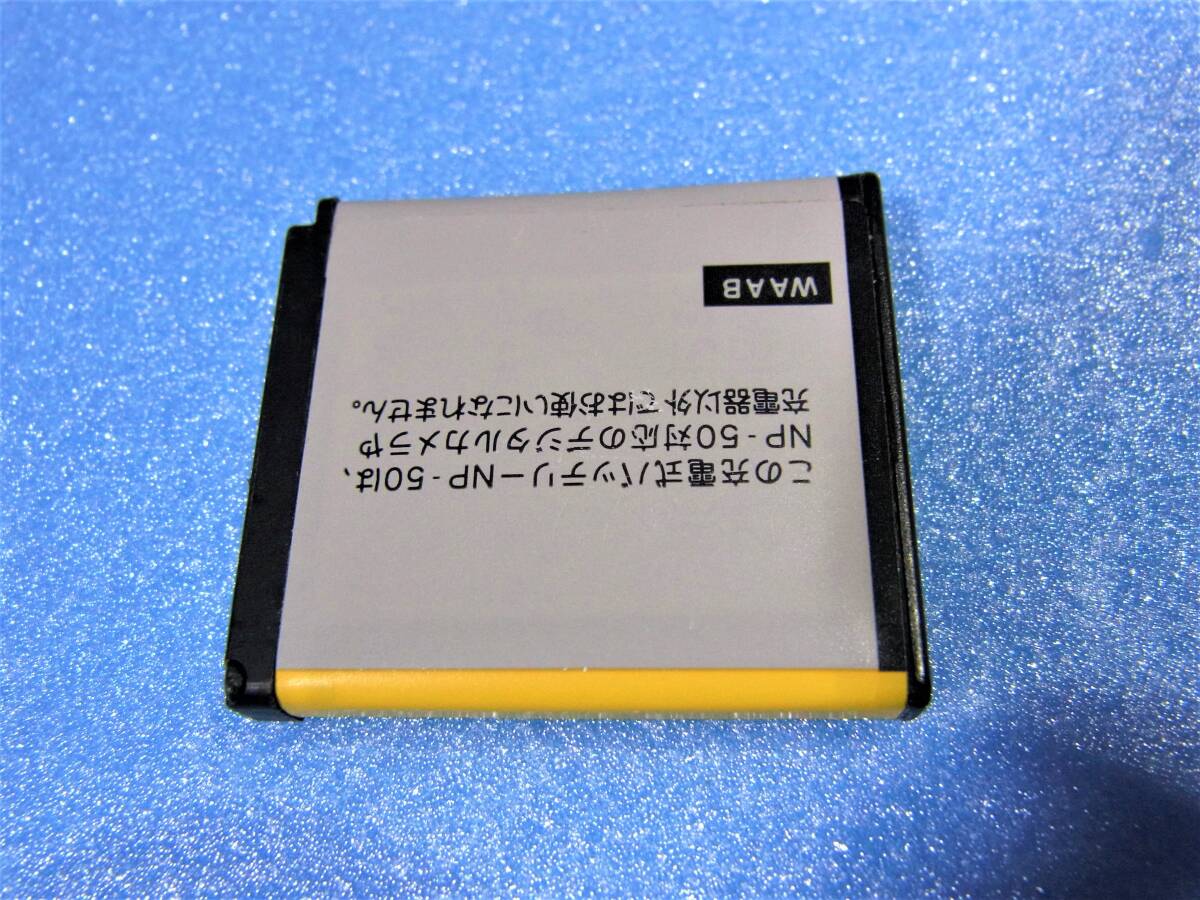 この充電式バッテリーNP-50は、
NP-50対応のデジタルカメラや
充電器以外ではお使いになれません。
WAAB